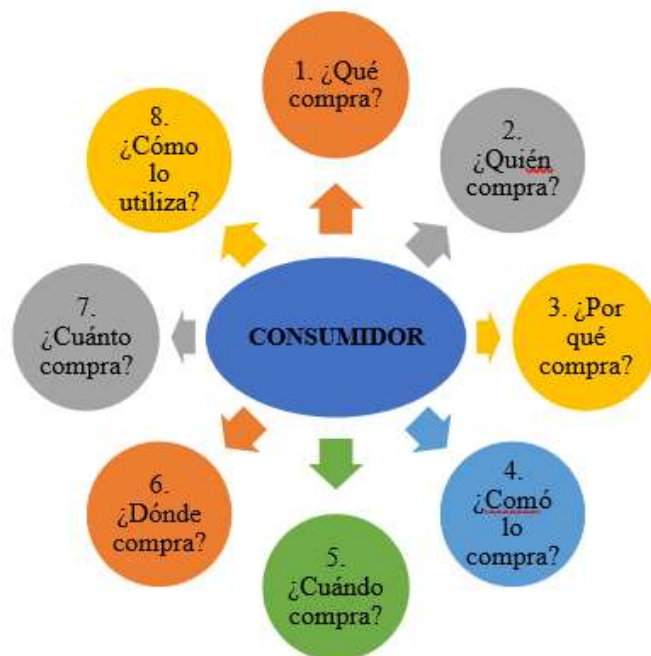 1. ¿Qué
compra?
2.
¿Quién
compra?
3. ¿Por
qué
compra?
4.
¿Comó
lo
compra?
5.
¿Cuándo
compra?
6.
¿Dónde
compra?
7.
¿Cuánto
compra?
8.
¿Cómo
lo
utiliza?
CONSUMIDOR